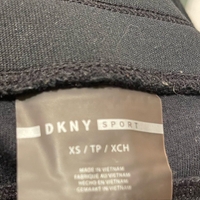 DKNY SPORT
XS / TP / XCH
MADE IN VIETNAM
FABRIQUÉ AU VIETNAM
HECHO EN VIETNAM
GEMAAKT IN VIETNAM